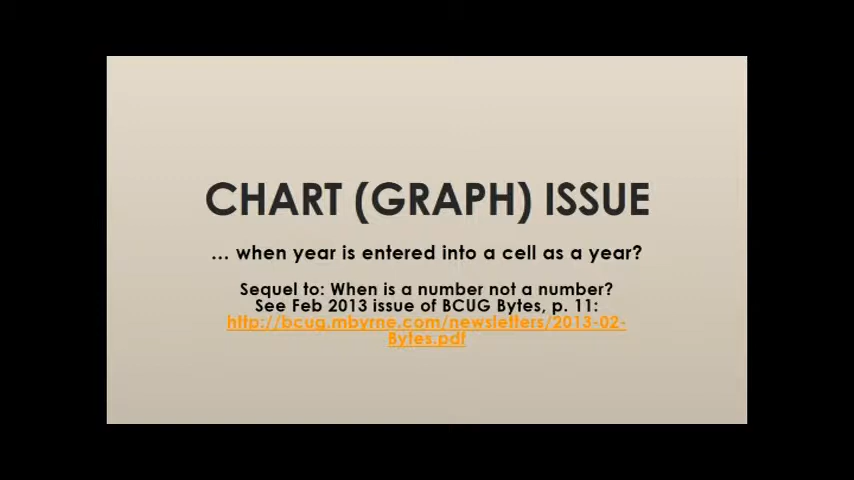 CHART (GRAPH) ISSUE
... when year is entered into a cell as a year?
Sequel to: When is a number not a number?
See Feb 2013 issue of BCUG Bytes, p. 11:
http://bcug.mbyrne.com/newsletters/2013-02-
Bytes.pdf